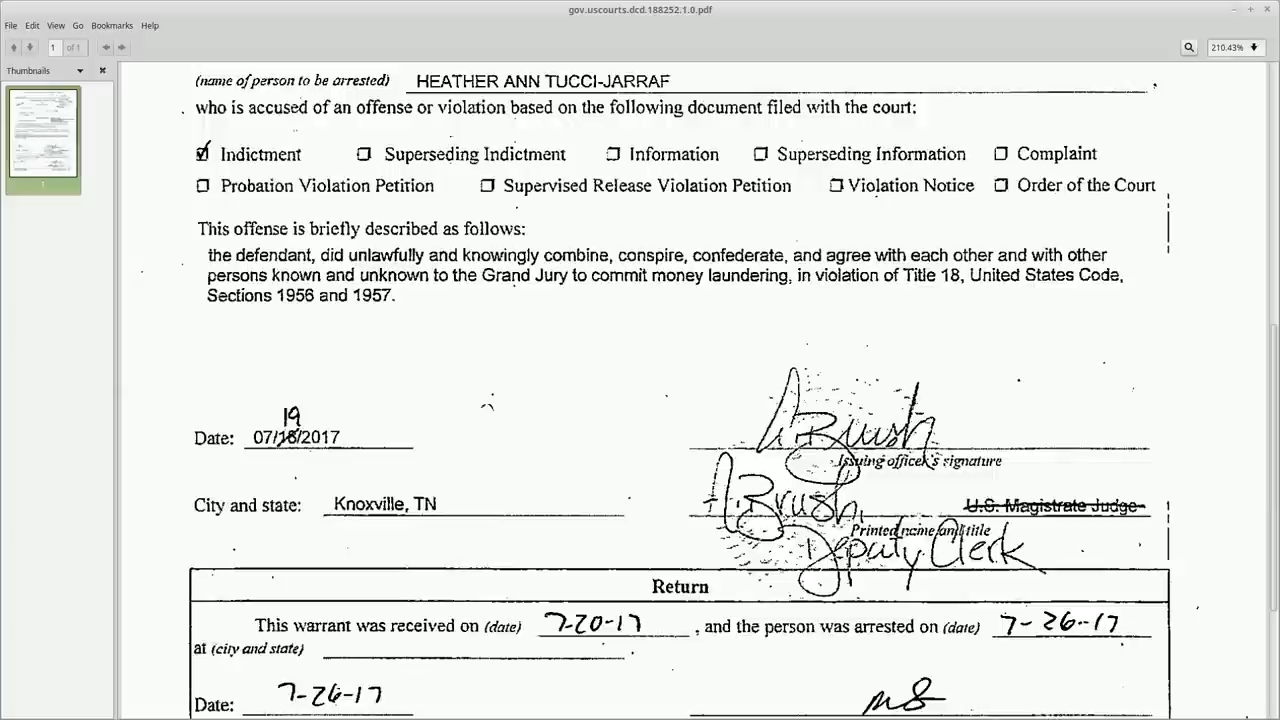 gov.uscourts.dcd.188252.1.0.pdf
File Edit View Go Bookmarks Help
1 of 1 210.43%
Thumbnails
1
(name of person to be arrested) HEATHER ANN TUCCI-JARRAF ,
who is accused of an offense or violation based on the following document filed with the court:
Indictment Superseding Indictment Information Superseding Information Complaint
Probation Violation Petition Supervised Release Violation Petition Violation Notice Order of the Court
This offense is briefly described as follows:
the defendant, did unlawfully and knowingly combine, conspire, confederate, and agree with each other and with other
persons known and unknown to the Grand Jury to commit money laundering, in violation of Title 18, United States Code,
Sections 1956 and 1957.
19
Date: 07/18/2017 A. Brush
Issuing officer's signature
City and state: Knoxville, TN A. Brush, U.S. Magistrate Judge
Printed name and title
Deputy Clerk
Return
This warrant was received on (date) 7-20-17 , and the person was arrested on (date) 7-26-17
at (city and state) .
Date: 7-26-17